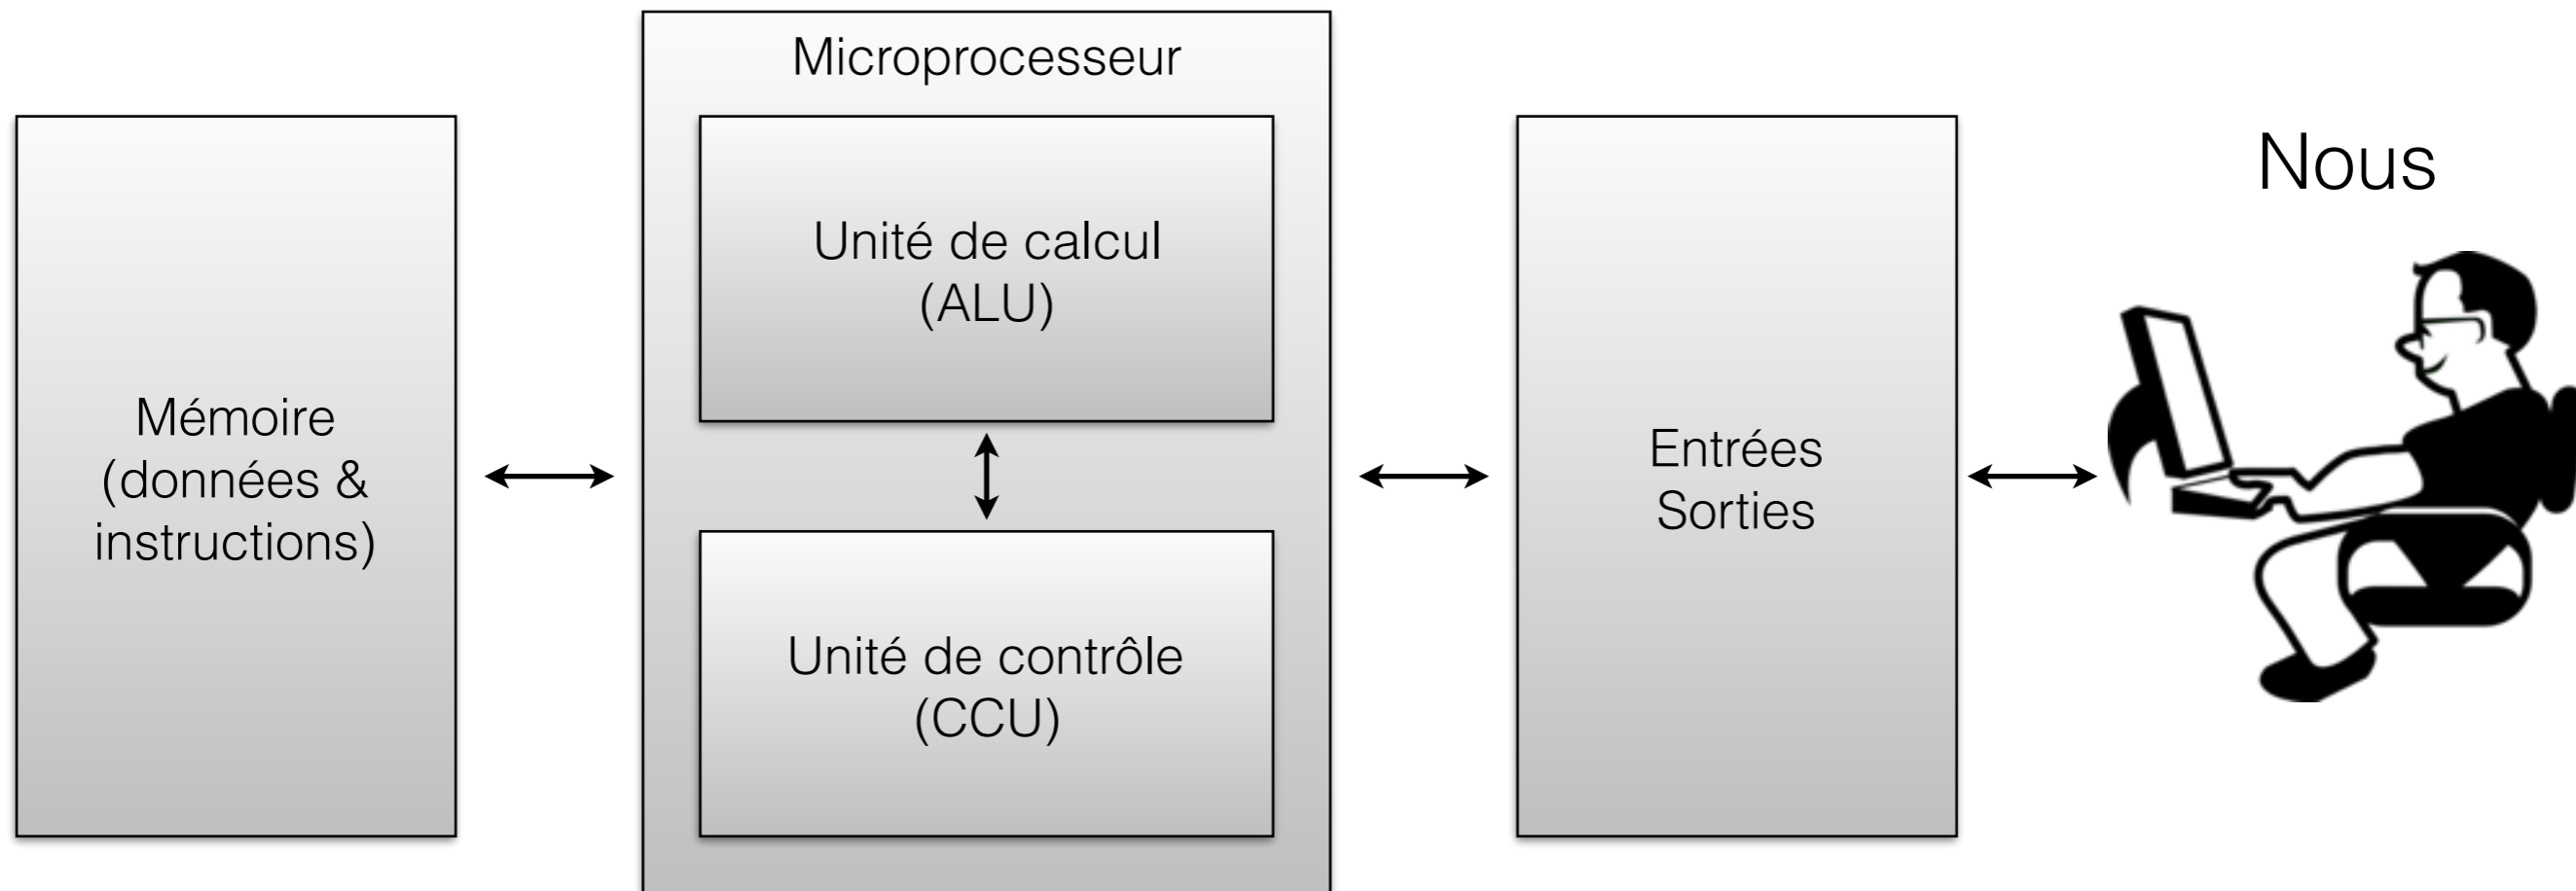 Mémoire
(données &
instructions)
Microprocesseur
Unité de calcul
(ALU)
Unité de contrôle
(CCU)
Entrées
Sorties
Nous